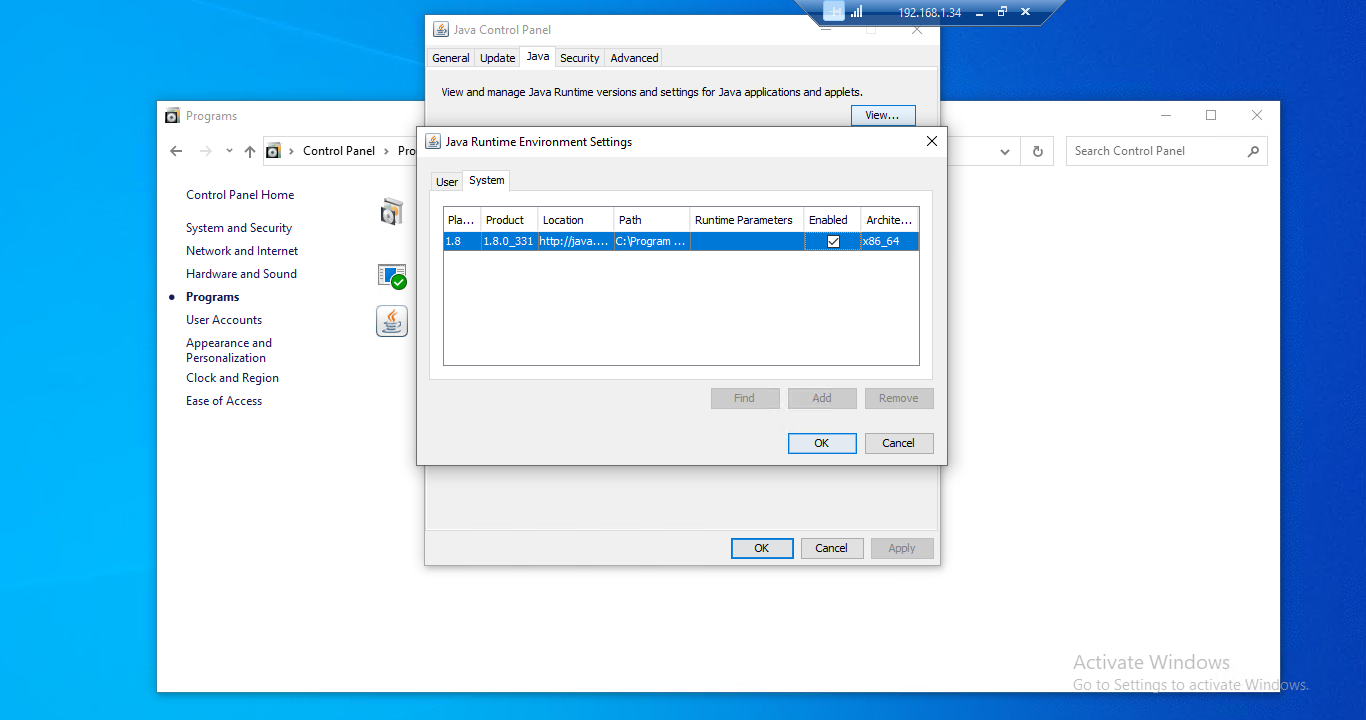 192.168.1.34
Java Control Panel
General Update Java Security Advanced
View and manage Java Runtime versions and settings for Java applications and applets.
View...
Programs
Control Panel Pro
Search Control Panel
Java Runtime Environment Settings
User System
Pla... Product Location Path Runtime Parameters Enabled Archite...
1.8 1.8.0_331 http://java.... C:\Program ... x86_64
Find Add Remove
OK Cancel
Control Panel Home
System and Security
Network and Internet
Hardware and Sound
Programs
User Accounts
Appearance and
Personalization
Clock and Region
Ease of Access
OK Cancel Apply
Activate Windows
Go to Settings to activate Windows.